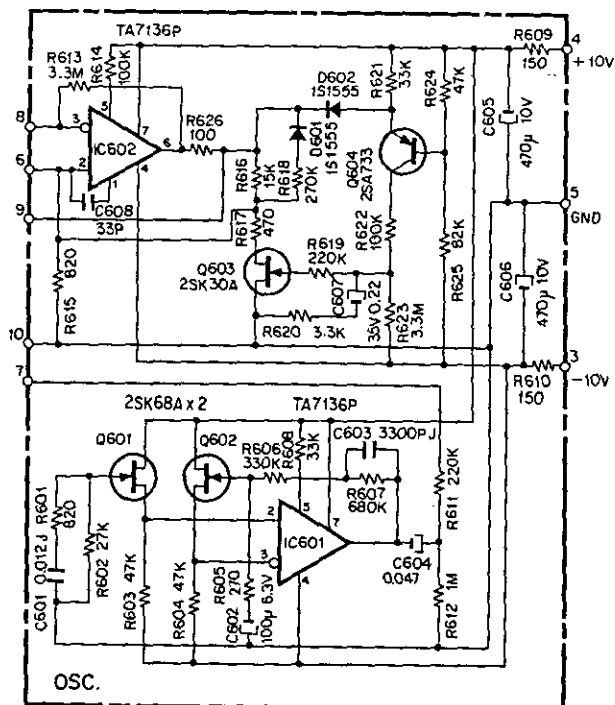 TA7136P
R613
3.3M
R614
100K
8
3
5
7
IC602
6
2
1
4
R626
100
6
C608
33P
9
R615
820
10
7
D602
1S1555
D601
1S1555
R616
15K
R618
270K
R617
470
Q603
2SK30A
R619
220K
R620
3.3K
C607
35V 0.22
R621
33K
Q604
2SA733
R622
100K
R623
3.3M
R624
47K
R625
82K
R609
150
4
+10V
C605
470μ 10V
5
GND
C606
470μ 10V
3
R610
150
-10V
2SK68A x 2
TA7136P
Q601
Q602
R601
820
C601 0.012J
R602 27K
R603 47K
R604 47K
R605
270
C602
100μ 6.3V
R606
330K
R608
33K
C603 3300PJ
R607
680K
2
3
5
7
4
IC601
C604
0.047
R611 220K
R612 1M
OSC.